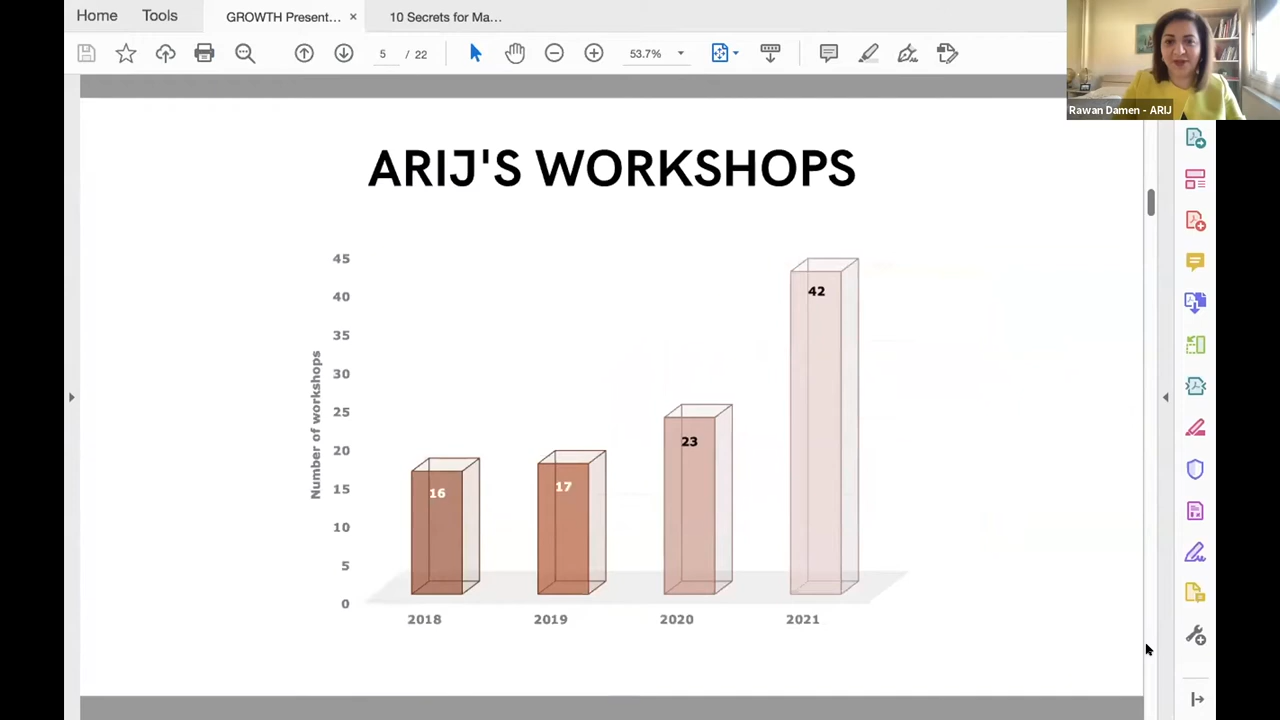 Home
Tools
GROWTH Present... ×
10 Secrets for Ma...
5 / 22
53.7%
Rawan Damen - ARIJ
ARIJ'S WORKSHOPS
Number of workshops
45
40
35
30
25
20
15
10
5
0
16
17
23
42
2018
2019
2020
2021